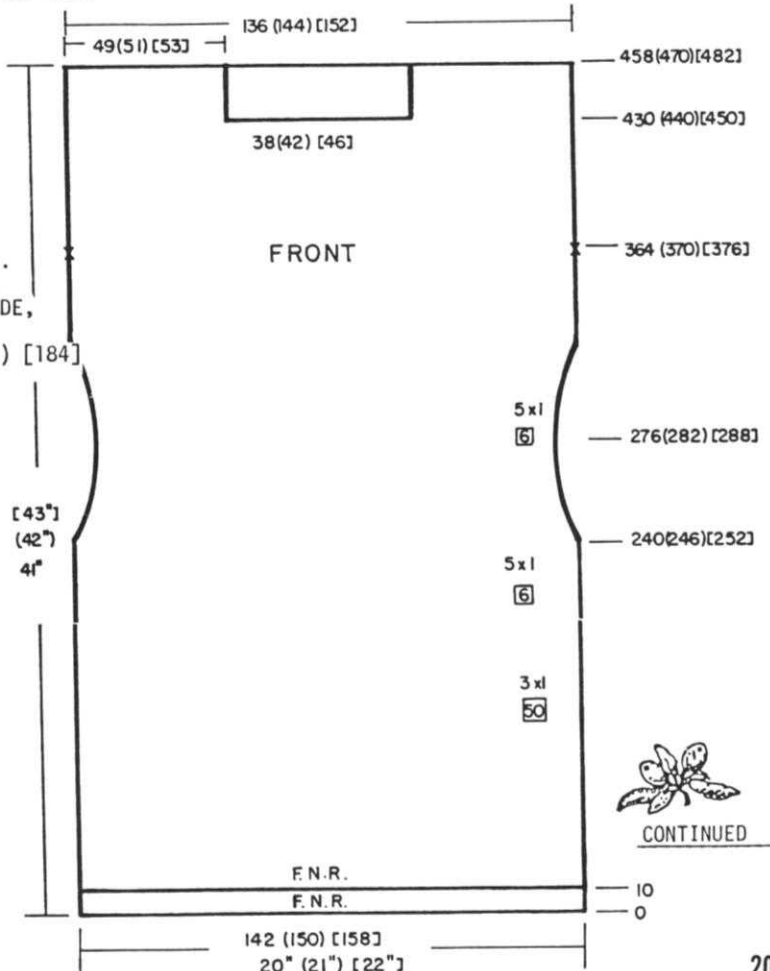 136 (144) [152]
49(51) [53]
458(470)[482]
430 (440)[450]
38(42) [46]
FRONT
x
x
364 (370)[376]
.
DE,
) [184]
5x1
6
276(282)[288]
[43"]
(42")
41"
240(246)[252]
5x1
6
3x1
50
CONTINUED
F.N.R.
10
F.N.R.
0
142 (150) [158]
20" (21") [22"]
20